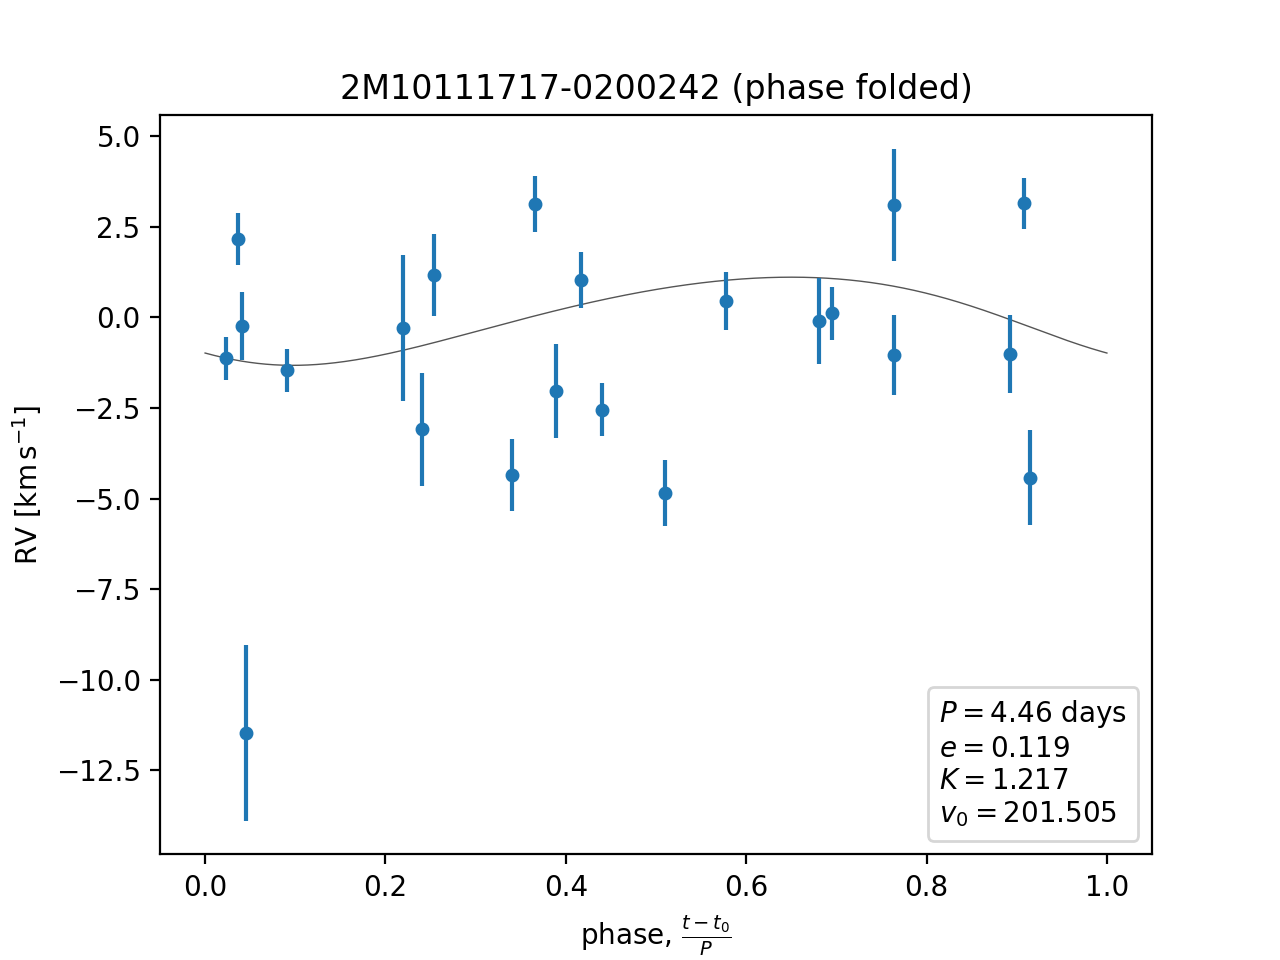 2M10111717-0200242 (phase folded)
5.0
2.5
0.0
−2.5
−5.0
−7.5
−10.0
−12.5
RV [km s⁻¹]
P = 4.46 days
e = 0.119
K = 1.217
v₀ = 201.505
0.0 0.2 0.4 0.6 0.8 1.0
phase, (t − t₀)/P